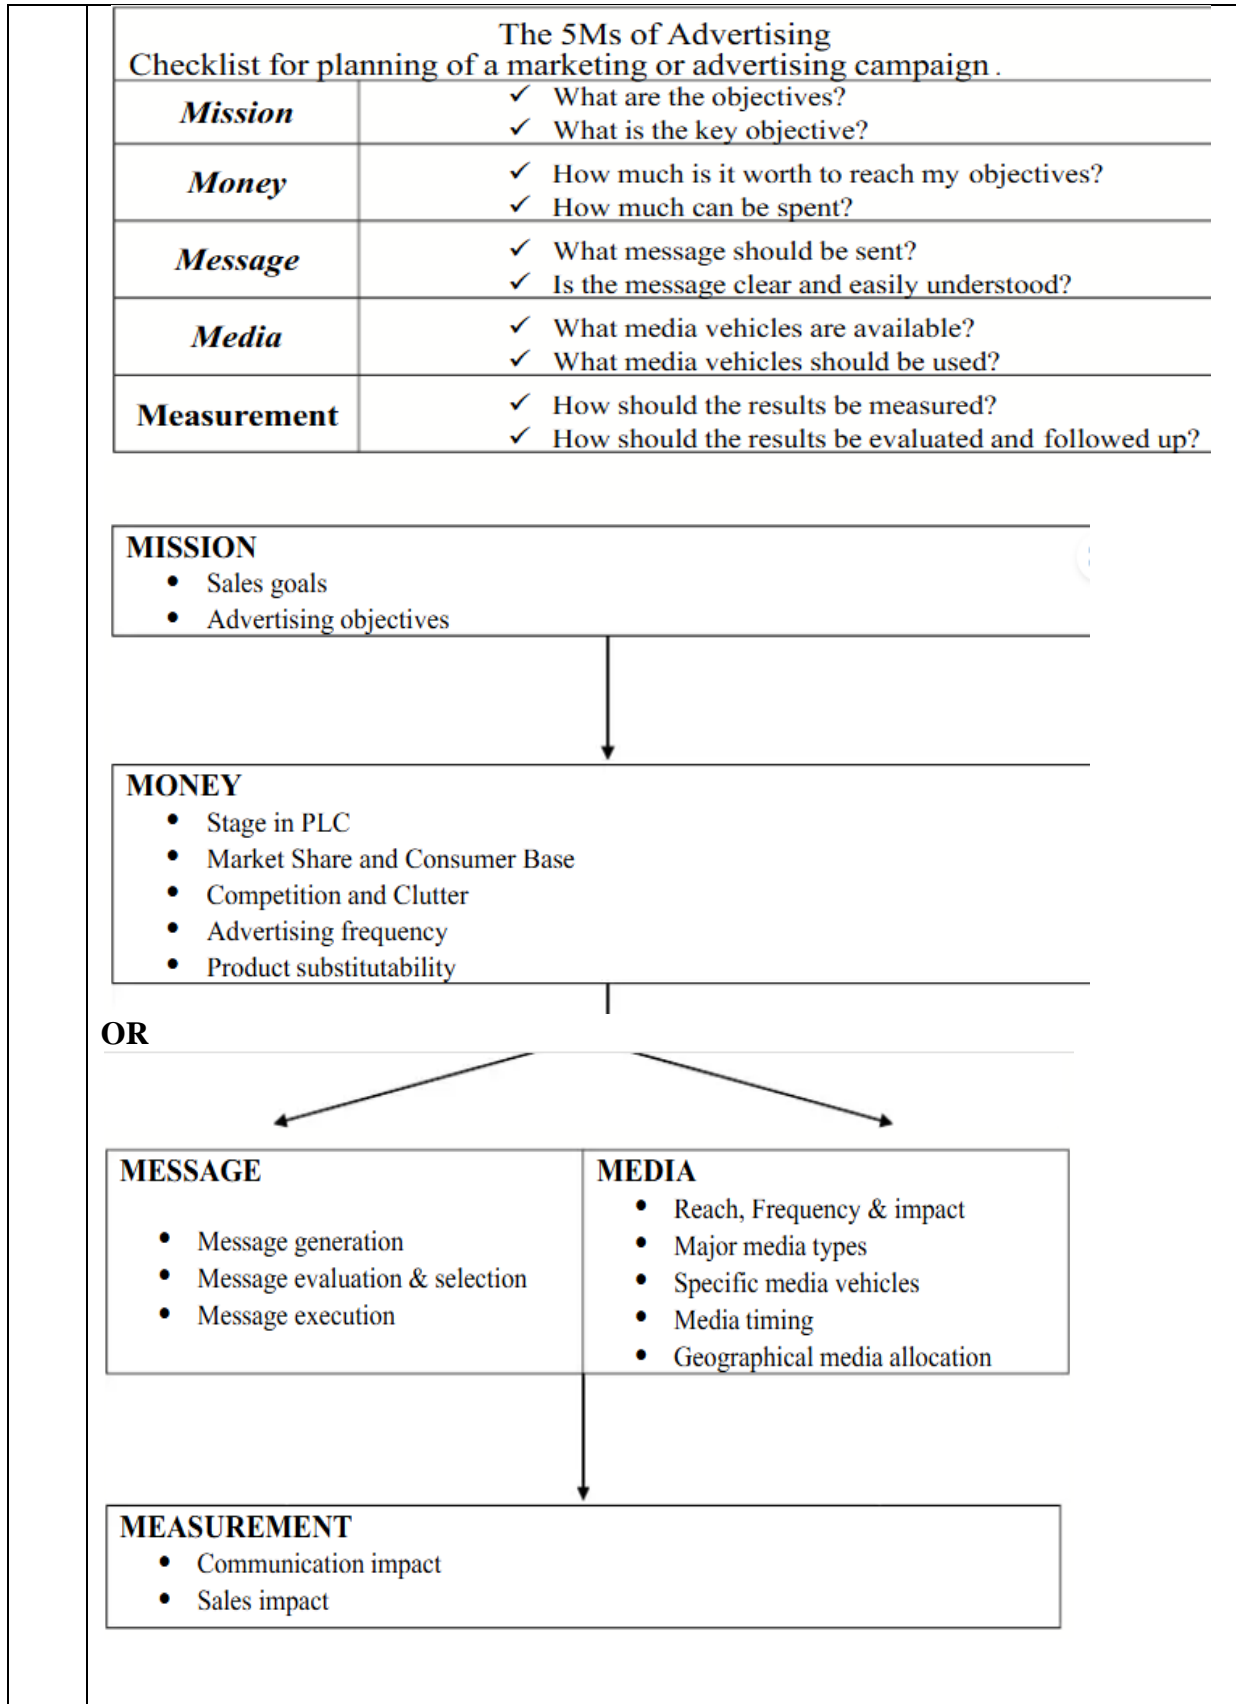 The 5Ms of Advertising
Checklist for planning of a marketing or advertising campaign .
Mission
✓ What are the objectives?
✓ What is the key objective?
Money
✓ How much is it worth to reach my objectives?
✓ How much can be spent?
Message
✓ What message should be sent?
✓ Is the message clear and easily understood?
Media
✓ What media vehicles are available?
✓ What media vehicles should be used?
Measurement
✓ How should the results be measured?
✓ How should the results be evaluated and followed up?
MISSION
• Sales goals
• Advertising objectives
MONEY
• Stage in PLC
• Market Share and Consumer Base
• Competition and Clutter
• Advertising frequency
• Product substitutability
OR
MESSAGE
• Message generation
• Message evaluation & selection
• Message execution
MEDIA
• Reach, Frequency & impact
• Major media types
• Specific media vehicles
• Media timing
• Geographical media allocation
MEASUREMENT
• Communication impact
• Sales impact